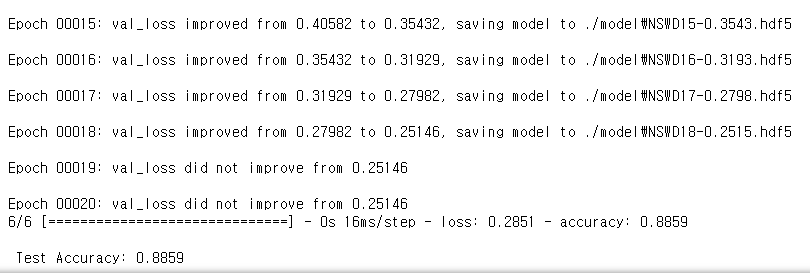 Epoch 00015: val_loss improved from 0.40582 to 0.35432, saving model to ./model₩NSWD15-0.3543.hdf5
Epoch 00016: val_loss improved from 0.35432 to 0.31929, saving model to ./model₩NSWD16-0.3193.hdf5
Epoch 00017: val_loss improved from 0.31929 to 0.27982, saving model to ./model₩NSWD17-0.2798.hdf5
Epoch 00018: val_loss improved from 0.27982 to 0.25146, saving model to ./model₩NSWD18-0.2515.hdf5
Epoch 00019: val_loss did not improve from 0.25146
Epoch 00020: val_loss did not improve from 0.25146
6/6 [==============================] - 0s 16ms/step - loss: 0.2851 - accuracy: 0.8859
Test Accuracy: 0.8859